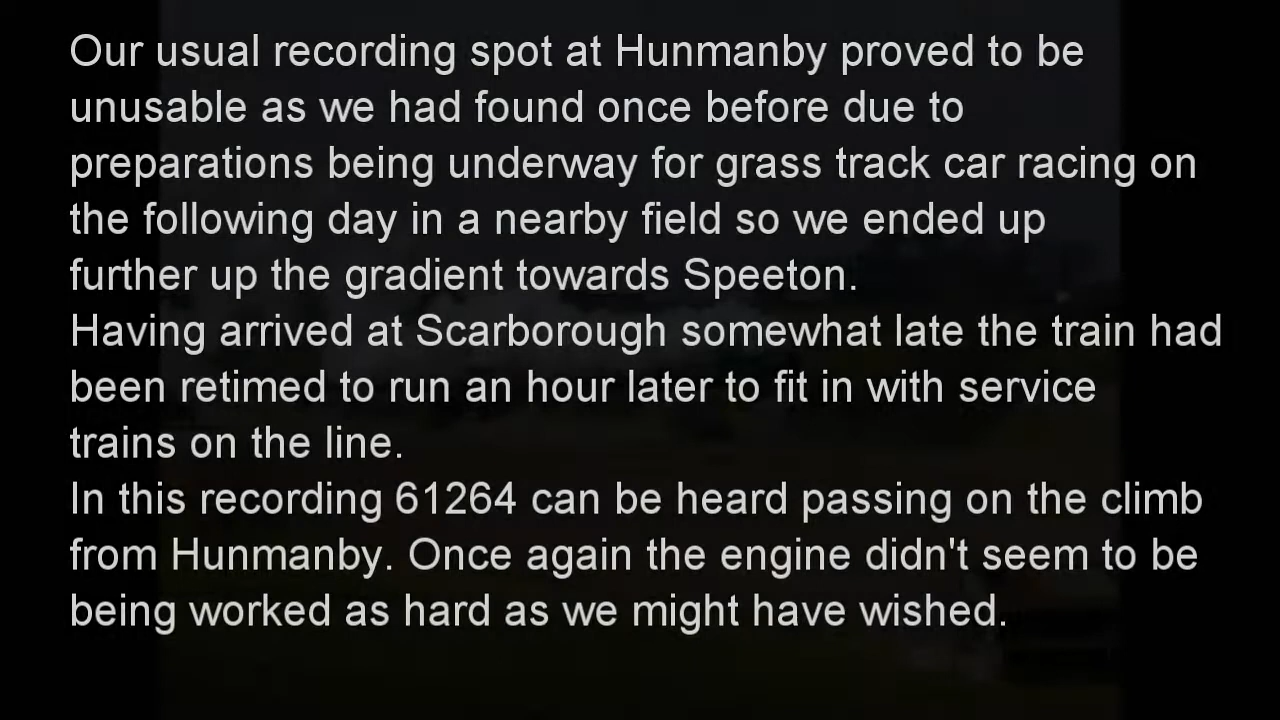 Our usual recording spot at Hunmanby proved to be
unusable as we had found once before due to
preparations being underway for grass track car racing on
the following day in a nearby field so we ended up
further up the gradient towards Speeton.
Having arrived at Scarborough somewhat late the train had
been retimed to run an hour later to fit in with service
trains on the line.
In this recording 61264 can be heard passing on the climb
from Hunmanby. Once again the engine didn't seem to be
being worked as hard as we might have wished.